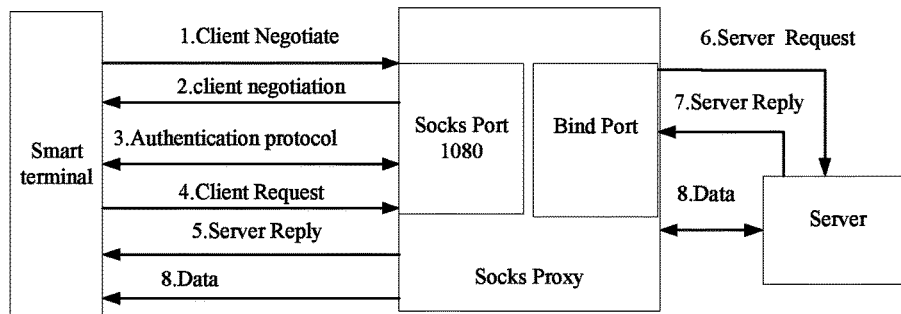 1.Client Negotiate
2.client negotiation
3.Authentication protocol
4.Client Request
5.Server Reply
8.Data
Smart
terminal
Socks Port
1080
Bind Port
Socks Proxy
6.Server Request
7.Server Reply
8.Data
Server